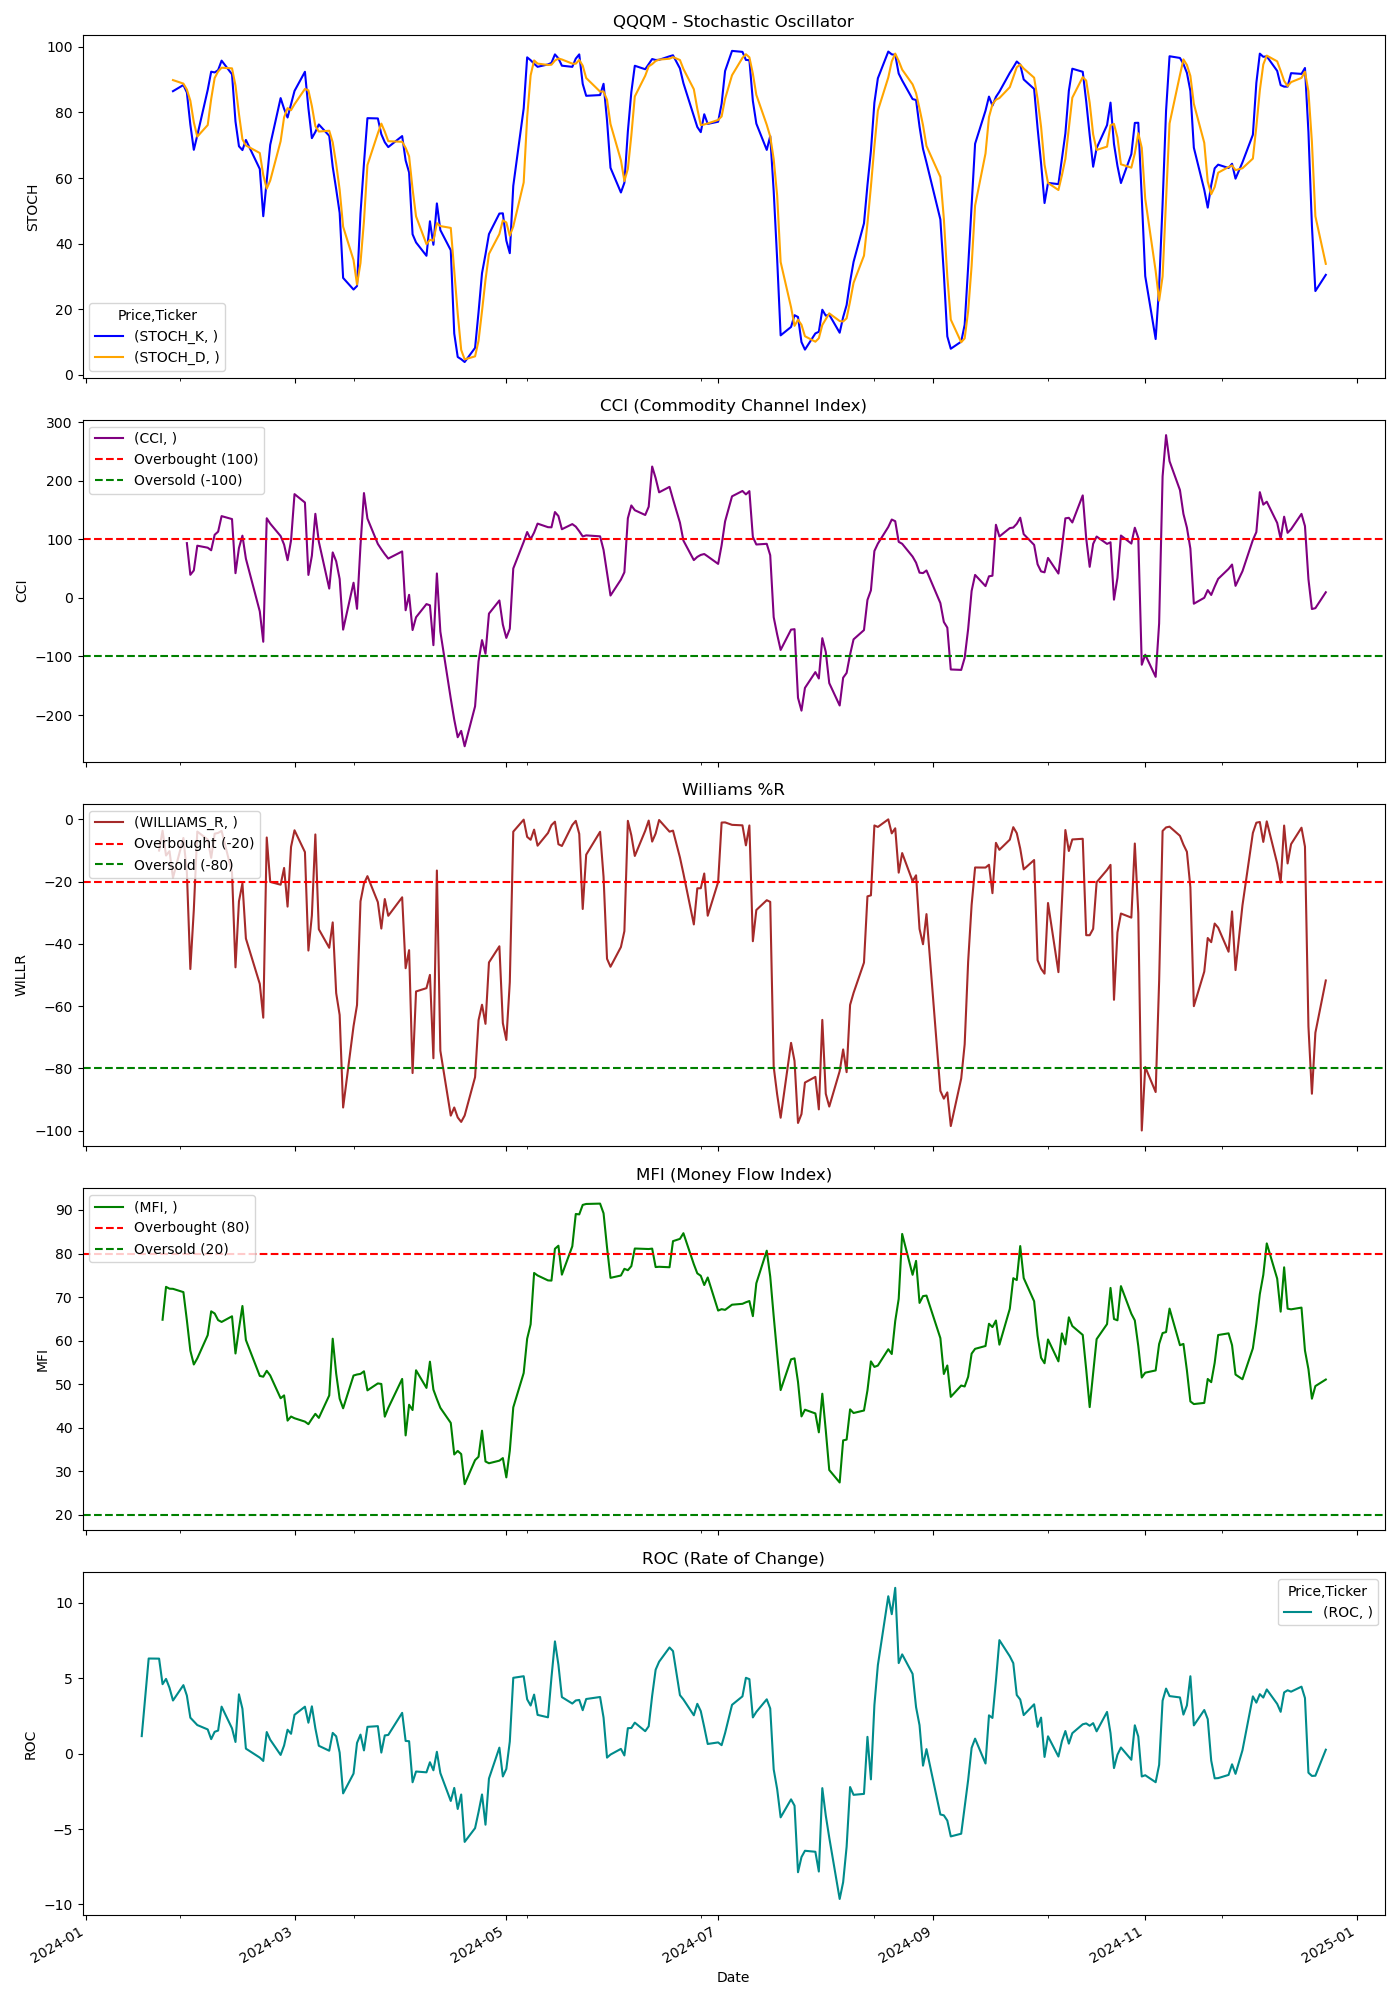 QQQM - Stochastic Oscillator
100
80
60
40
20
0
STOCH
Price,Ticker
(STOCH_K, )
(STOCH_D, )
CCI (Commodity Channel Index)
300
200
100
0
−100
−200
CCI
(CCI, )
Overbought (100)
Oversold (-100)
Williams %R
0
−20
−40
−60
−80
−100
WILLR
(WILLIAMS_R, )
Overbought (-20)
Oversold (-80)
MFI (Money Flow Index)
90
80
70
60
50
40
30
20
MFI
(MFI, )
Overbought (80)
Oversold (20)
ROC (Rate of Change)
10
5
0
−5
−10
ROC
Price,Ticker
(ROC, )
2024-01
2024-03
2024-05
2024-07
2024-09
2024-11
2025-01
Date